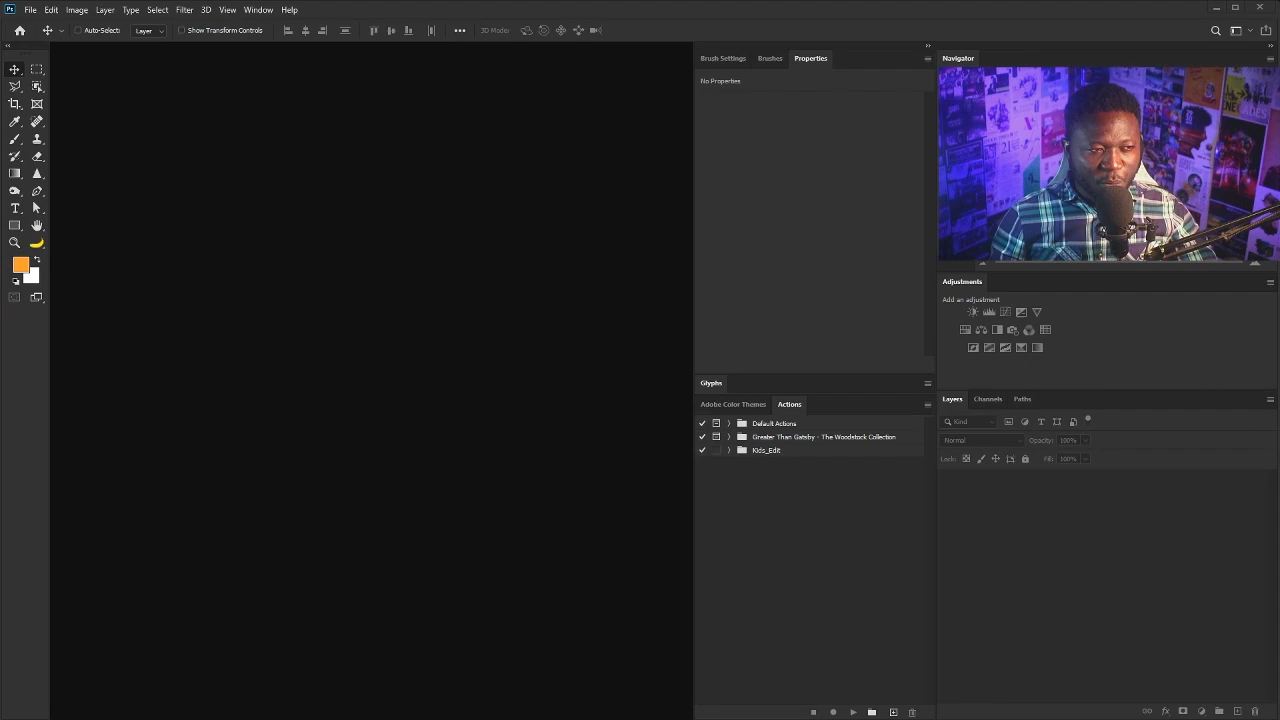 Ps File Edit Image Layer Type Select Filter 3D View Window Help
Auto-Select: Layer Show Transform Controls 3D Mode:
Brush Settings Brushes Properties
No Properties
Navigator
Adjustments
Add an adjustment
Glyphs
Adobe Color Themes Actions
Default Actions
Greater Than Gatsby - The Woodstock Collection
Kids_Edit
Layers Channels Paths
Kind
Normal Opacity: 100%
Lock: Fill: 100%